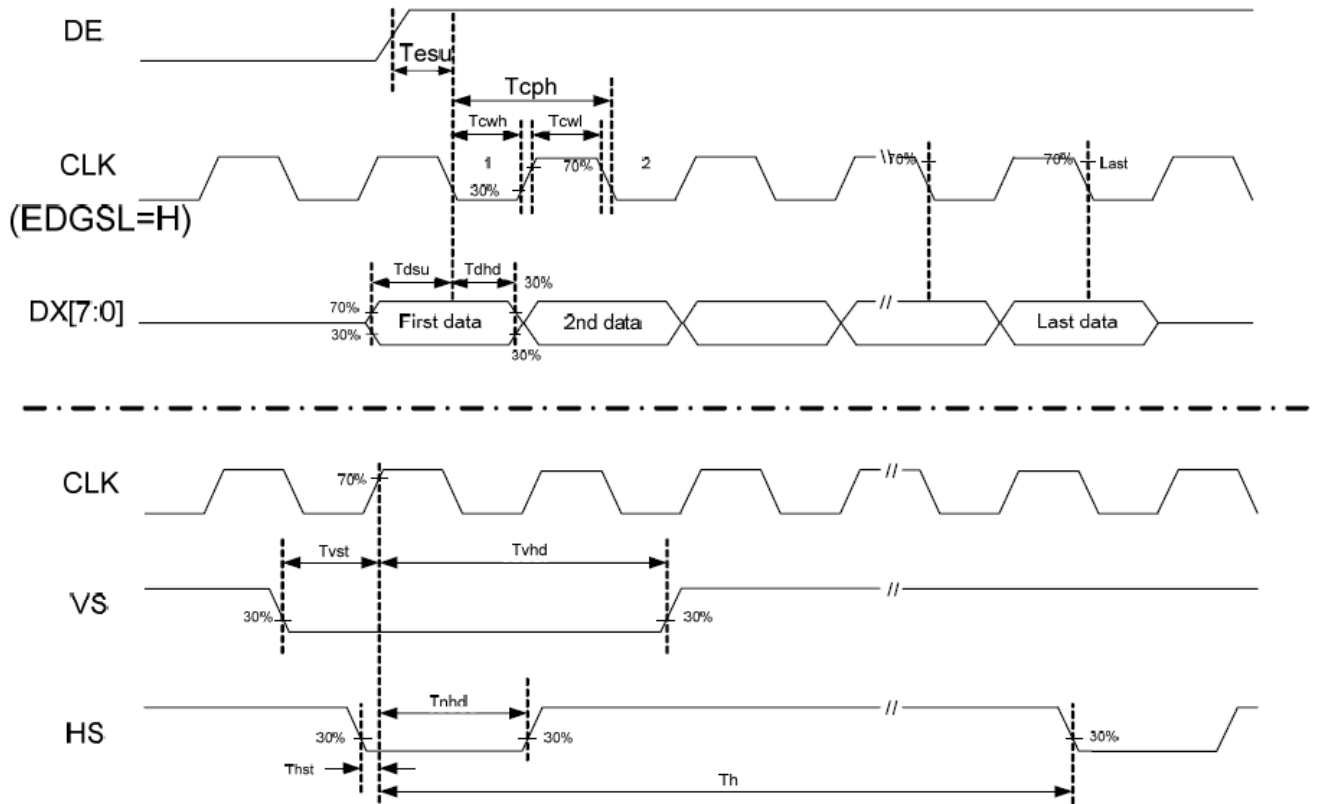 DE
Tesu
Tcph
Tcwh
Tcwl
CLK
(EDGSL=H)
1
30%
70%
2
\\
70%
70%
Last
Tdsu
Tdhd
30%
DX[7:0]
70%
30%
First data
30%
2nd data
//
Last data
CLK
70%
//
Tvst
Tvhd
VS
30%
30%
//
HS
30%
30%
//
30%
Thst
Th